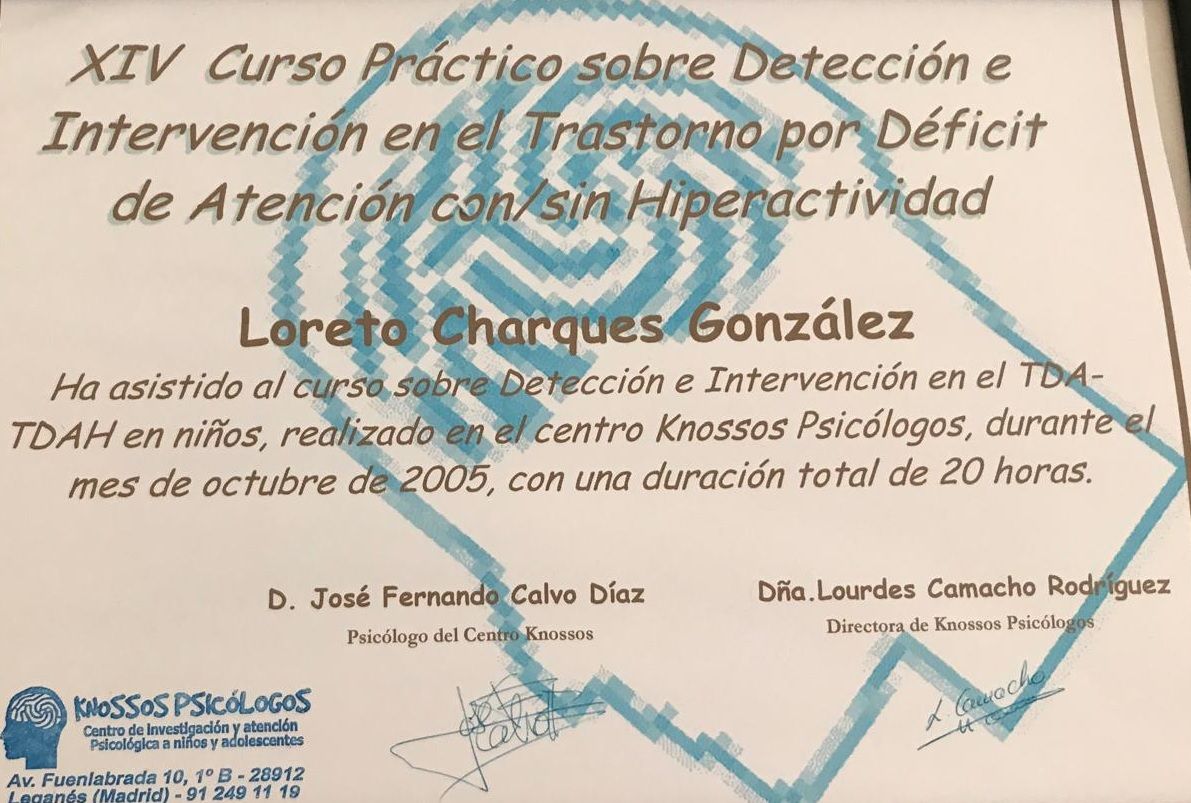 XIV Curso Práctico sobre Detección e
Intervención en el Trastorno por Déficit
de Atención con/sin Hiperactividad
Loreto Charques González
Ha asistido al curso sobre Detección e Intervención en el TDA-
TDAH en niños, realizado en el centro Knossos Psicólogos, durante el
mes de octubre de 2005, con una duración total de 20 horas.
D. José Fernando Calvo Díaz
Psicólogo del Centro Knossos
Dña.Lourdes Camacho Rodríguez
Directora de Knossos Psicólogos
L. Camacho
KNOSSOS PSICÓLOGOS
Centro de Investigación y atención
Psicológica a niños y adolescentes
Av. Fuenlabrada 10, 1º B - 28912
Leganés (Madrid) - 91 249 11 19